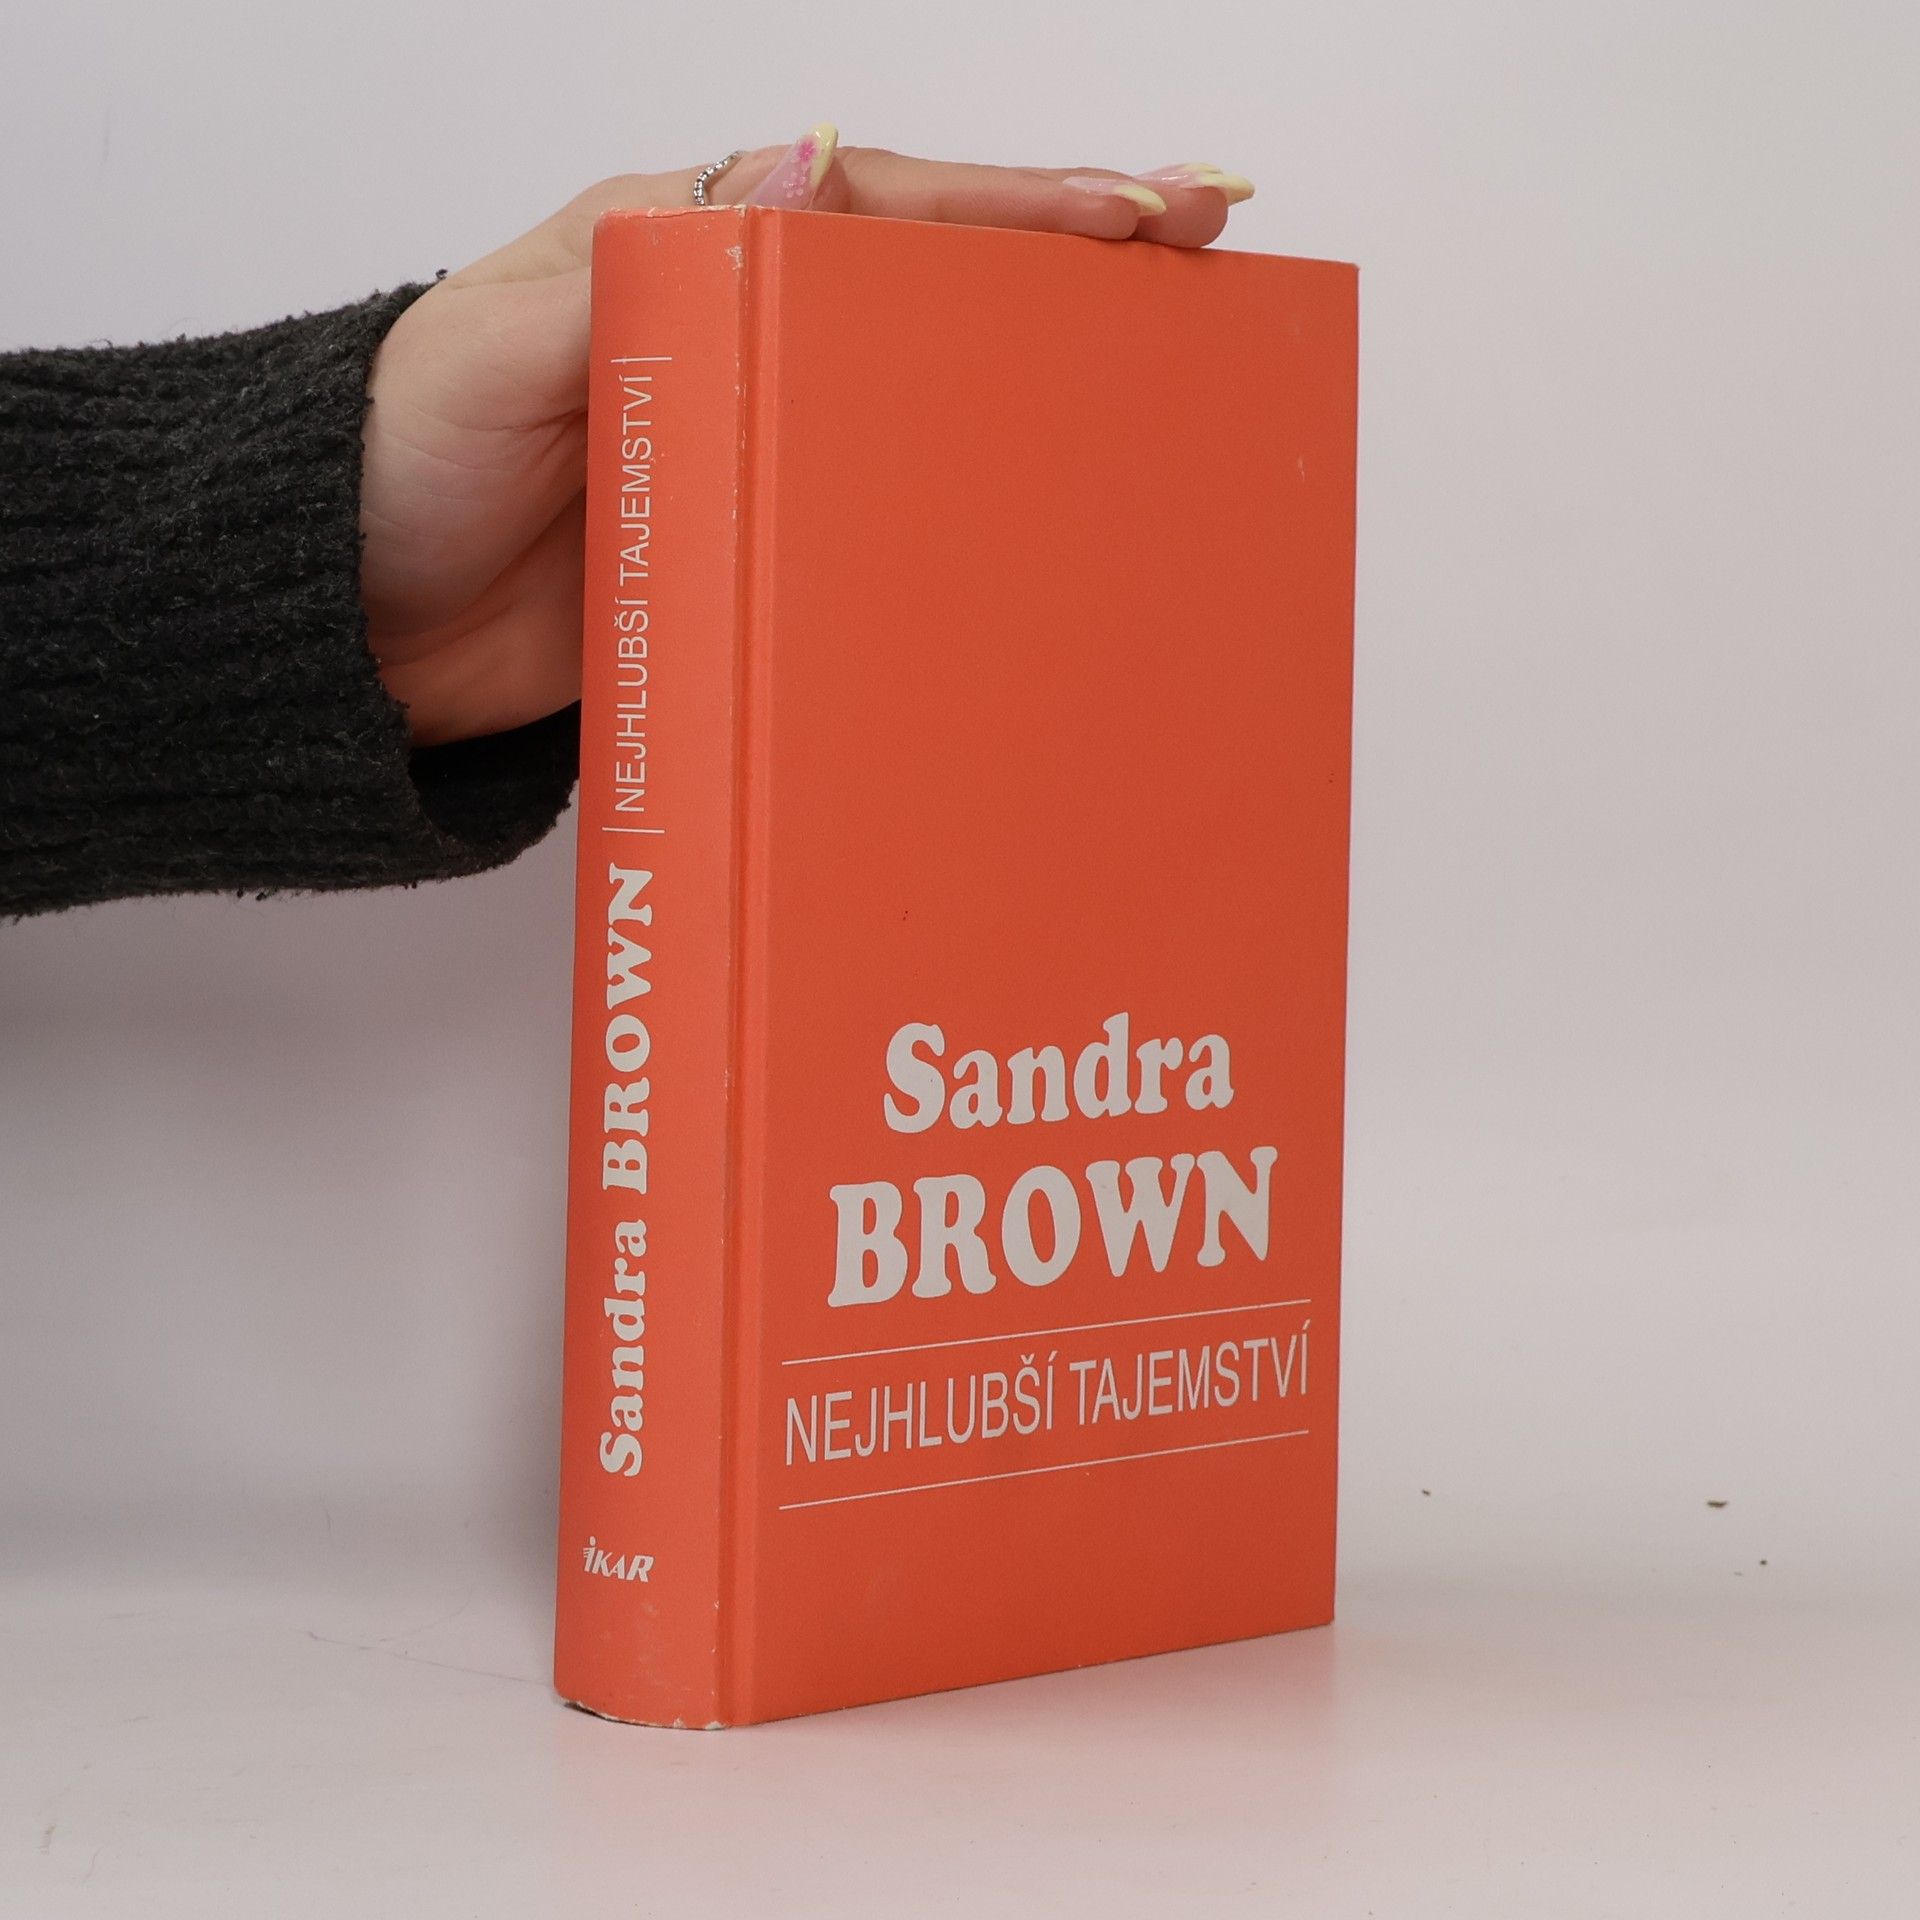 Sandra BROWN | NEJHLUBŠÍ TAJEMSTVÍ |
iKAR
Sandra
BROWN
NEJHLUBŠÍ TAJEMSTVÍ